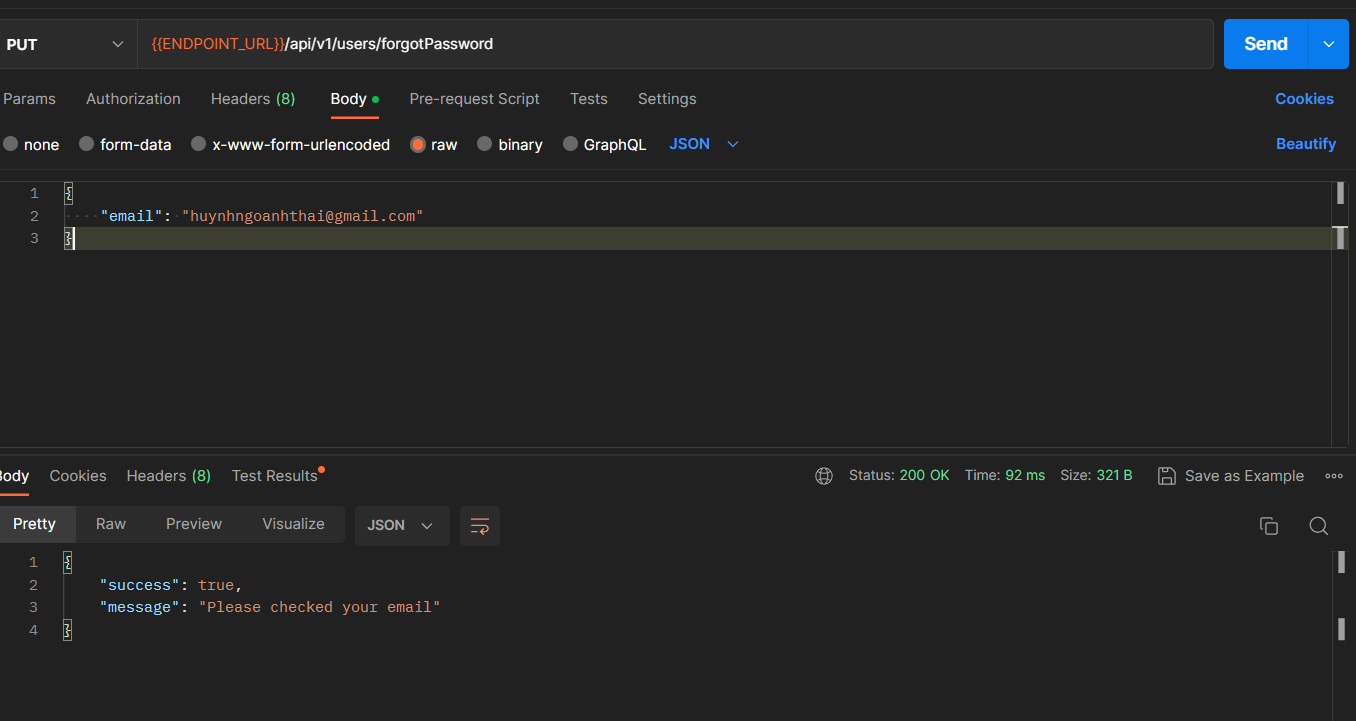 PUT {{ENDPOINT_URL}}/api/v1/users/forgotPassword Send
Params Authorization Headers (8) Body Pre-request Script Tests Settings Cookies
none form-data x-www-form-urlencoded raw binary GraphQL JSON Beautify
1 {
2 "email": "huynhngoanhthai@gmail.com"
3 }
Body Cookies Headers (8) Test Results Status: 200 OK Time: 92 ms Size: 321 B Save as Example
Pretty Raw Preview Visualize JSON
1 {
2 "success": true,
3 "message": "Please checked your email"
4 }